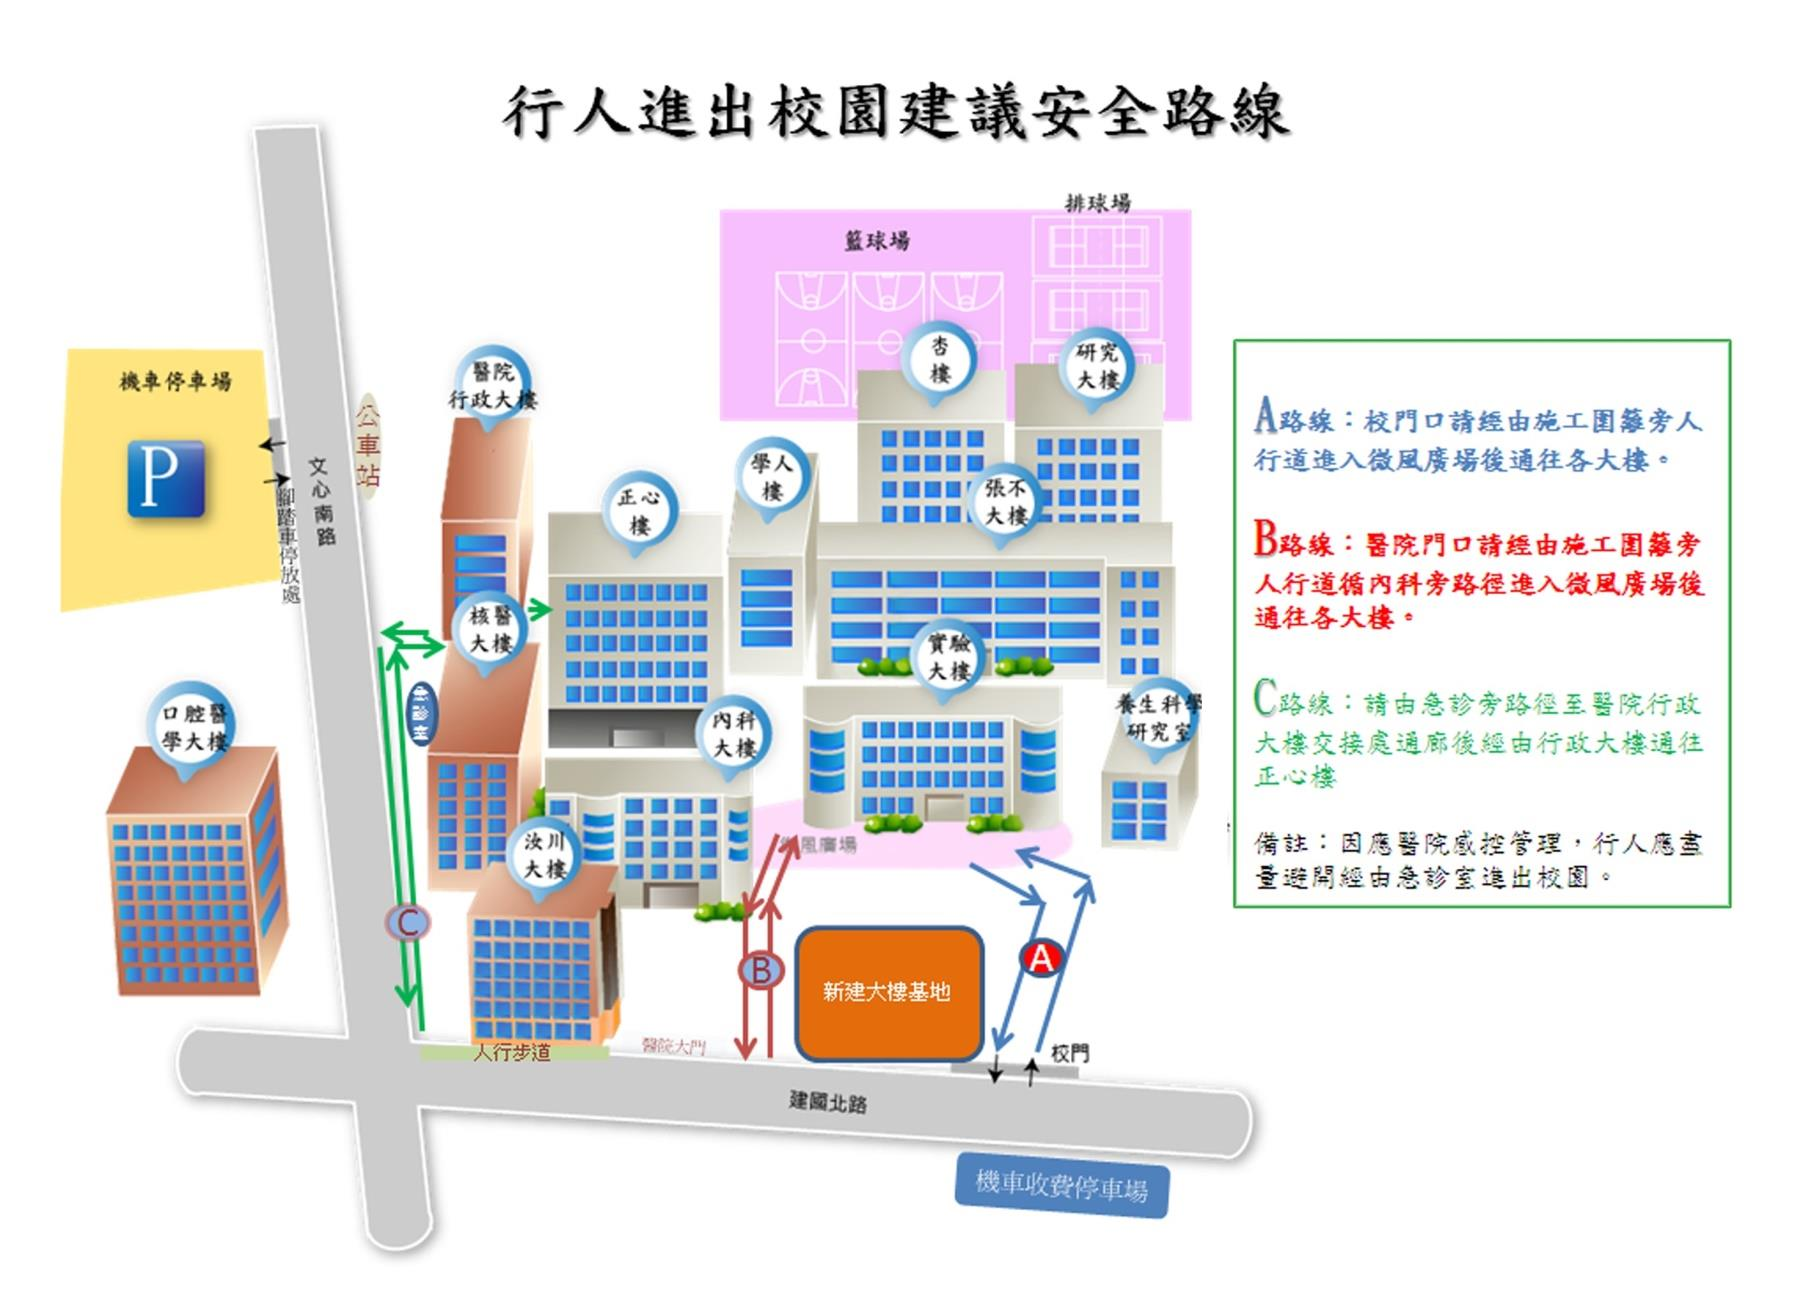 行人進出校園建議安全路線
排球場
籃球場
杏
樓
研究
大樓
機車停車場
P
公車站
文心南路
腳踏車停放處
醫院
行政大樓
學人
樓
正心
樓
張不
大樓
核醫
大樓
實驗
大樓
急診室
口腔醫
學大樓
內科
大樓
養生科學
研究室
汝川
大樓
風廣場
A路線：校門口請經由施工圍籬旁人
行道進入微風廣場後通往各大樓。
B路線：醫院門口請經由施工圍籬旁
人行道循內科旁路徑進入微風廣場後
通往各大樓。
C路線：請由急診旁路徑至醫院行政
大樓交接處通廊後經由行政大樓通往
正心樓
備註：因應醫院感控管理，行人應盡
量避開經由急診室進出校園。
C
B
A
新建大樓基地
人行步道
醫院大門
校門
建國北路
機車收費停車場